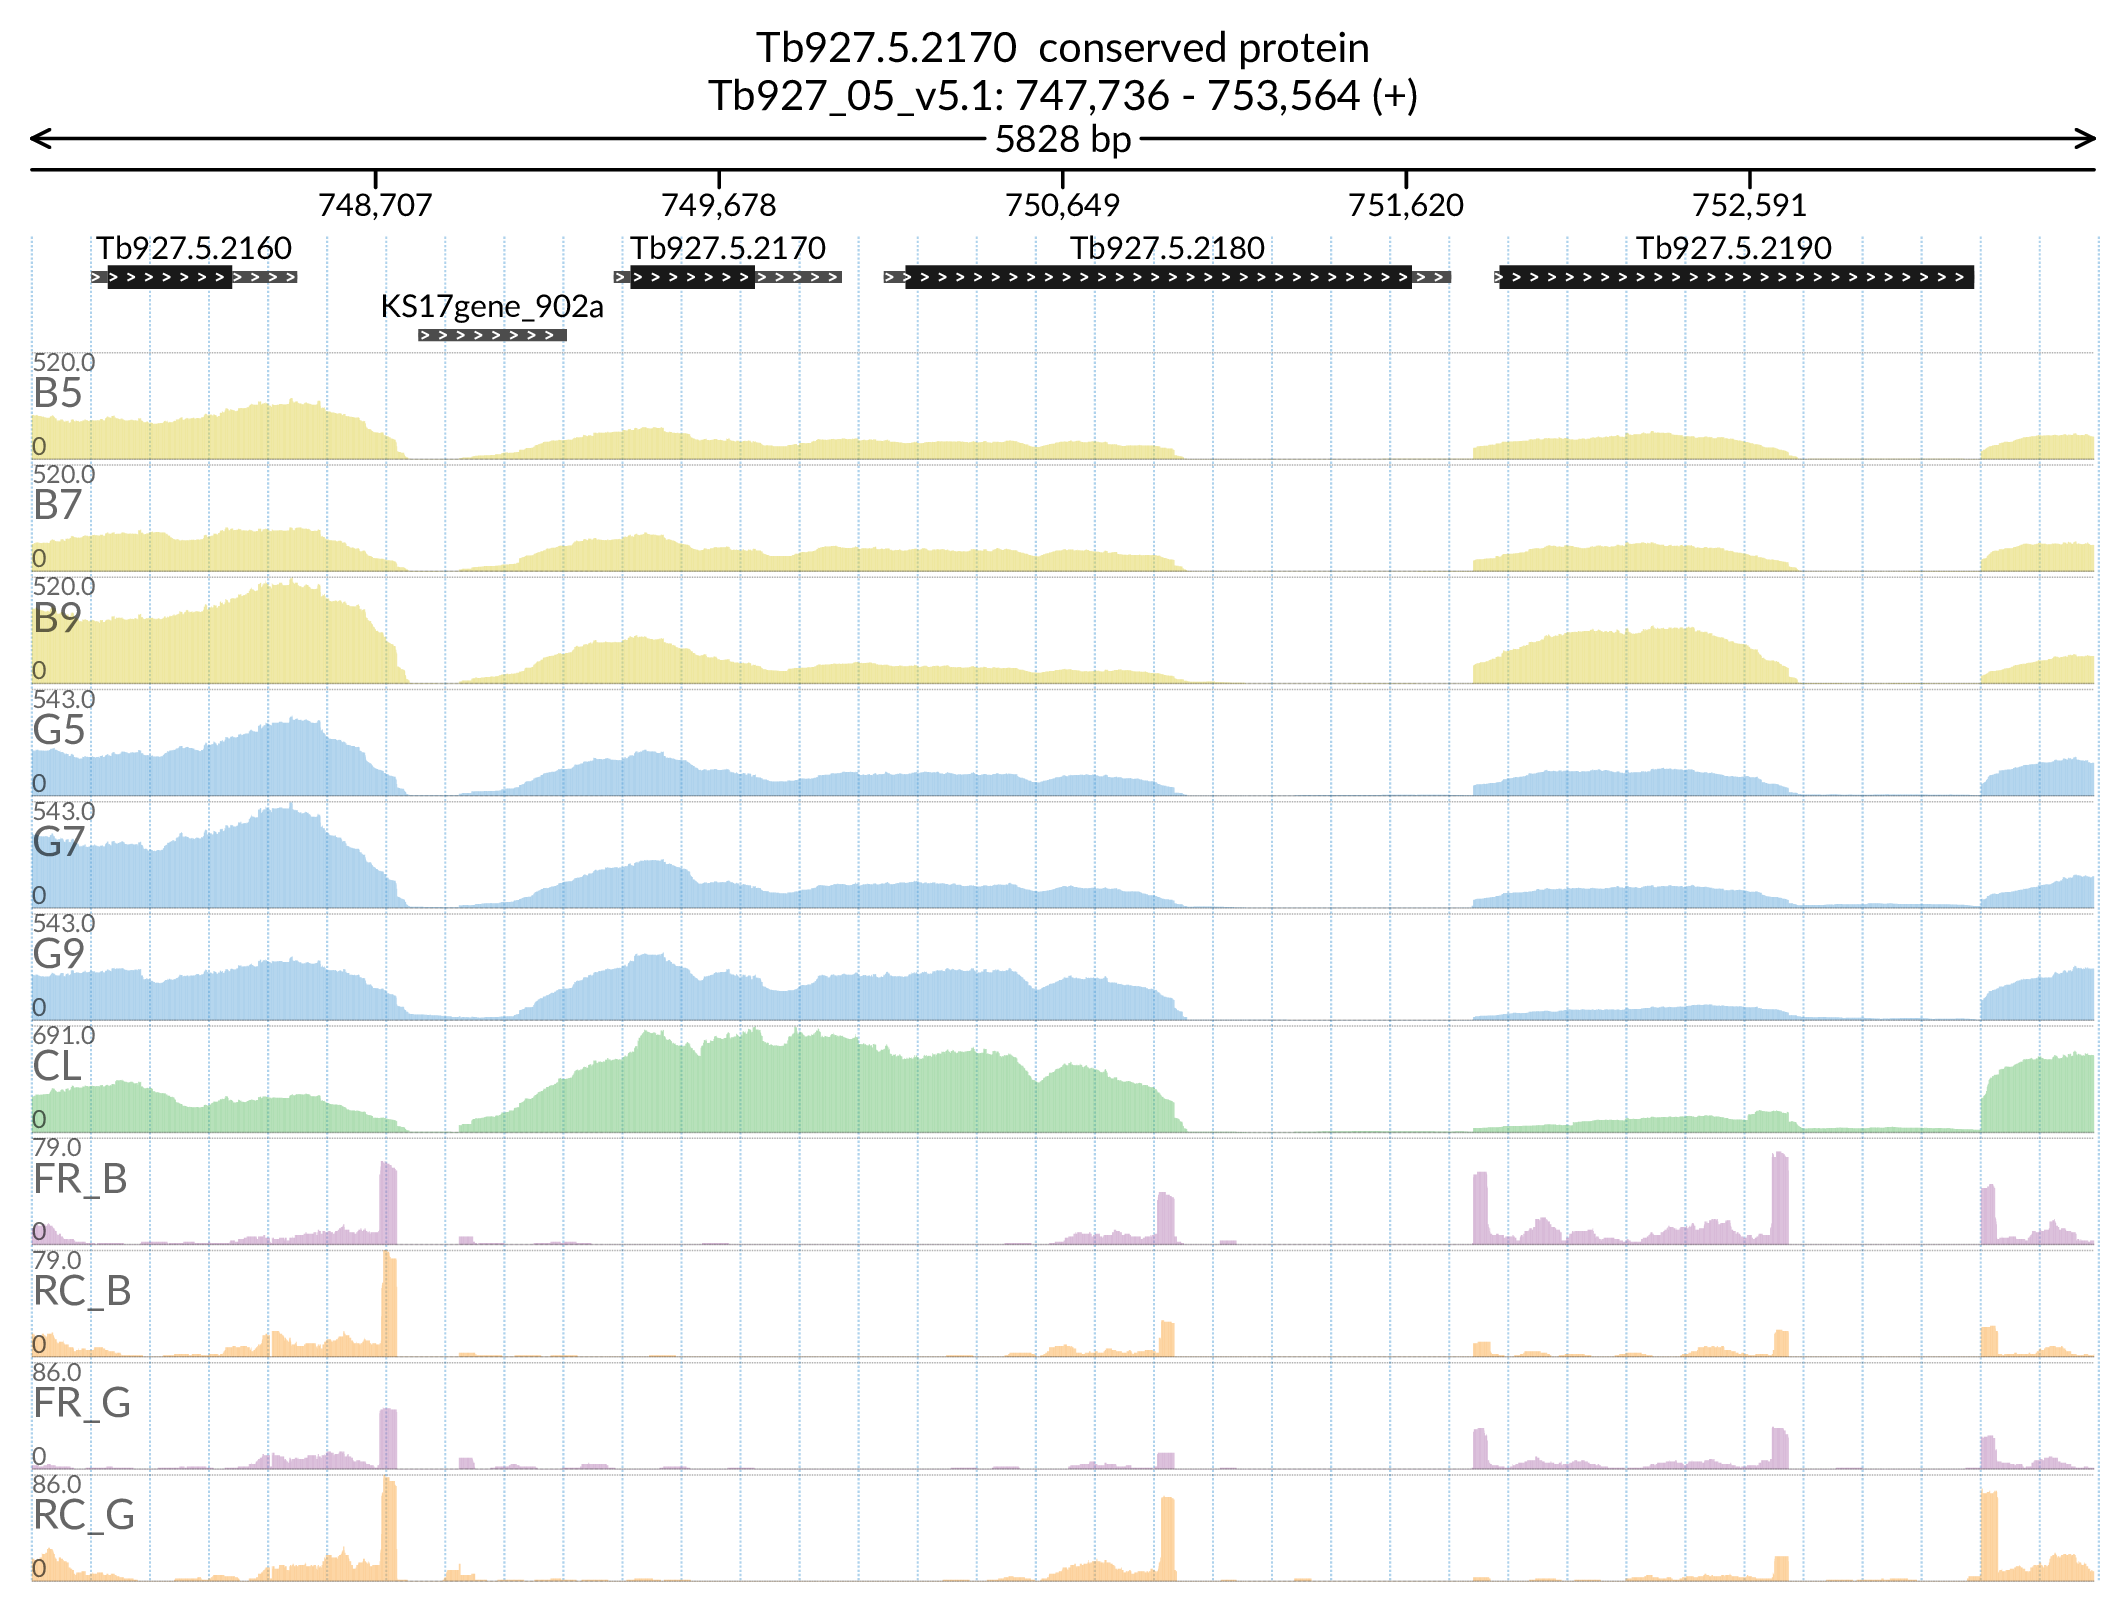 Tb927.5.2170  conserved protein
Tb927_05_v5.1: 747,736 - 753,564 (+)
5828 bp
748,707 749,678 750,649 751,620 752,591
Tb927.5.2160 Tb927.5.2170 Tb927.5.2180 Tb927.5.2190
KS17gene_902a
520.0
B5
0
520.0
B7
0
520.0
B9
0
543.0
G5
0
543.0
G7
0
543.0
G9
0
691.0
CL
0
79.0
FR_B
0
79.0
RC_B
0
86.0
FR_G
0
86.0
RC_G
0